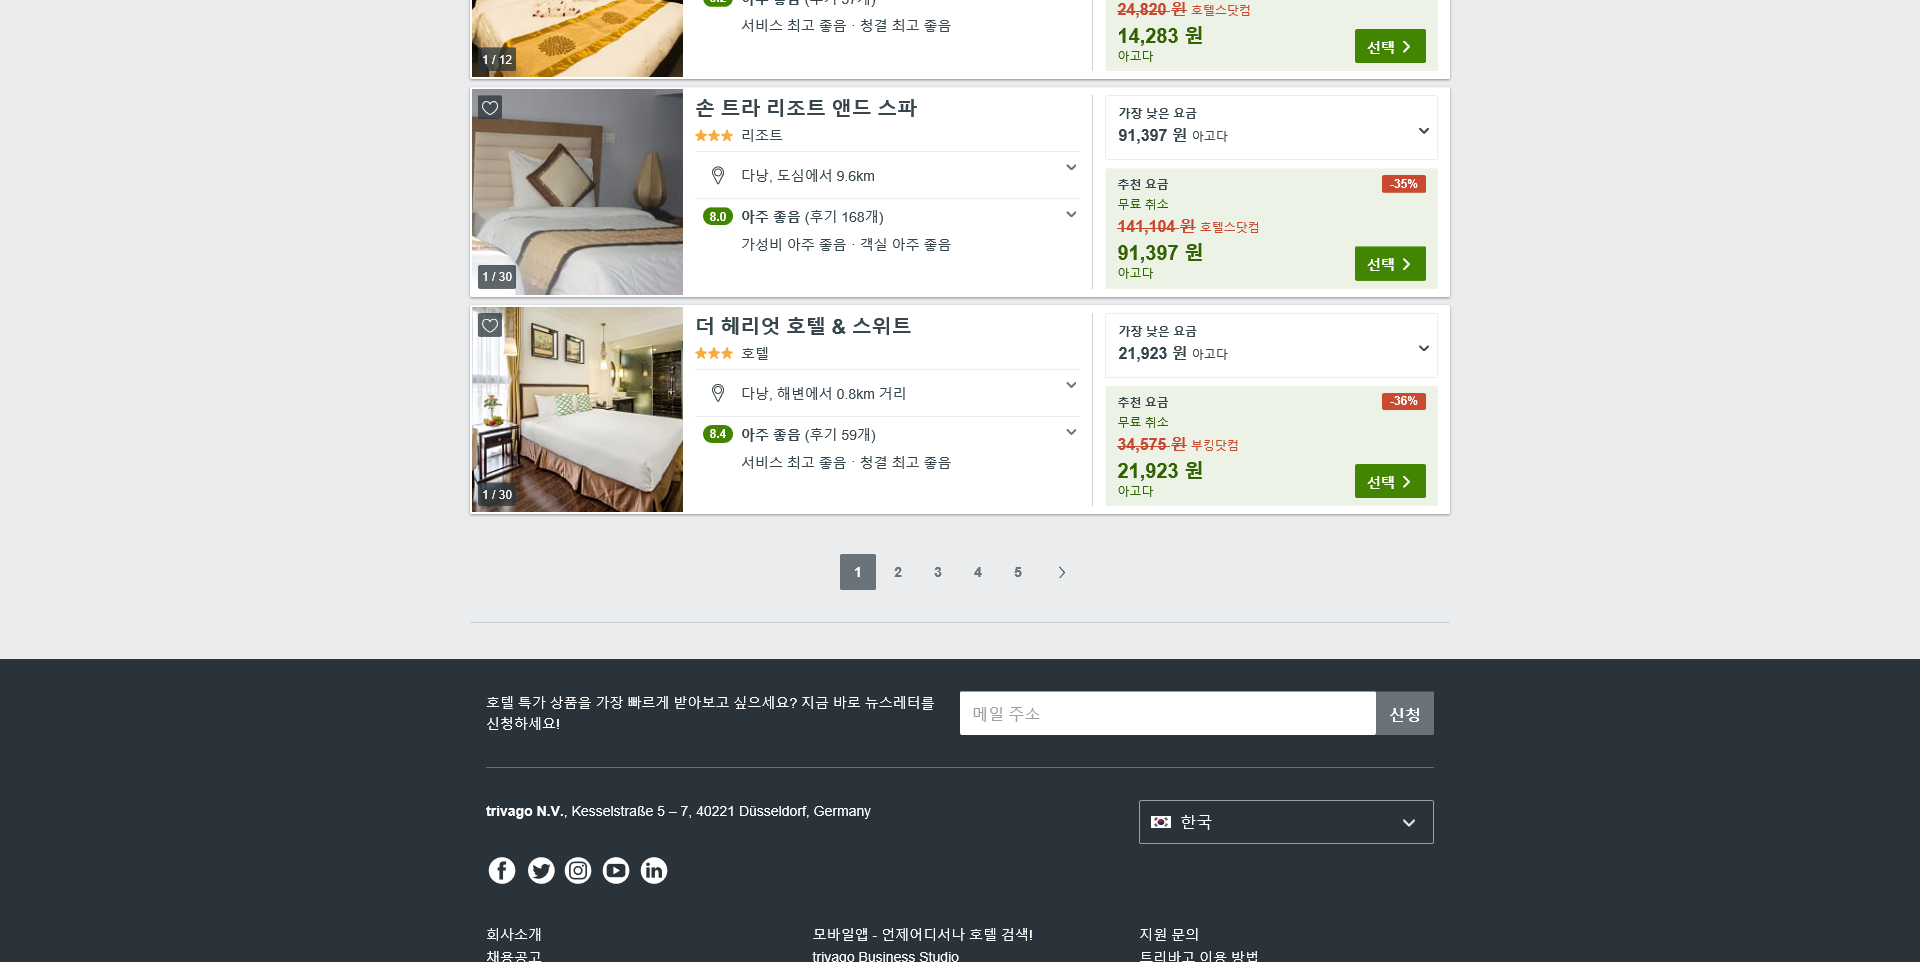 8.2 아주 좋음 (후기 37개)
서비스 최고 좋음 · 청결 최고 좋음
1 / 12
24,820 원 호텔스닷컴
14,283 원
아고다
선택
손 트라 리조트 앤드 스파
리조트
다낭, 도심에서 9.6km
8.0 아주 좋음 (후기 168개)
가성비 아주 좋음 · 객실 아주 좋음
1 / 30
가장 낮은 요금
91,397 원 아고다
추천 요금
-35%
무료 취소
141,104 원 호텔스닷컴
91,397 원
아고다
선택
더 헤리엇 호텔 & 스위트
호텔
다낭, 해변에서 0.8km 거리
8.4 아주 좋음 (후기 59개)
서비스 최고 좋음 · 청결 최고 좋음
1 / 30
가장 낮은 요금
21,923 원 아고다
추천 요금
-36%
무료 취소
34,575 원 부킹닷컴
21,923 원
아고다
선택
1 2 3 4 5
호텔 특가 상품을 가장 빠르게 받아보고 싶으세요? 지금 바로 뉴스레터를
신청하세요!
메일 주소
신청
trivago N.V., Kesselstraße 5 – 7, 40221 Düsseldorf, Germany
한국
회사소개
모바일앱 - 언제어디서나 호텔 검색!
지원 문의
채용공고
trivago Business Studio
트리바고 이용 방법